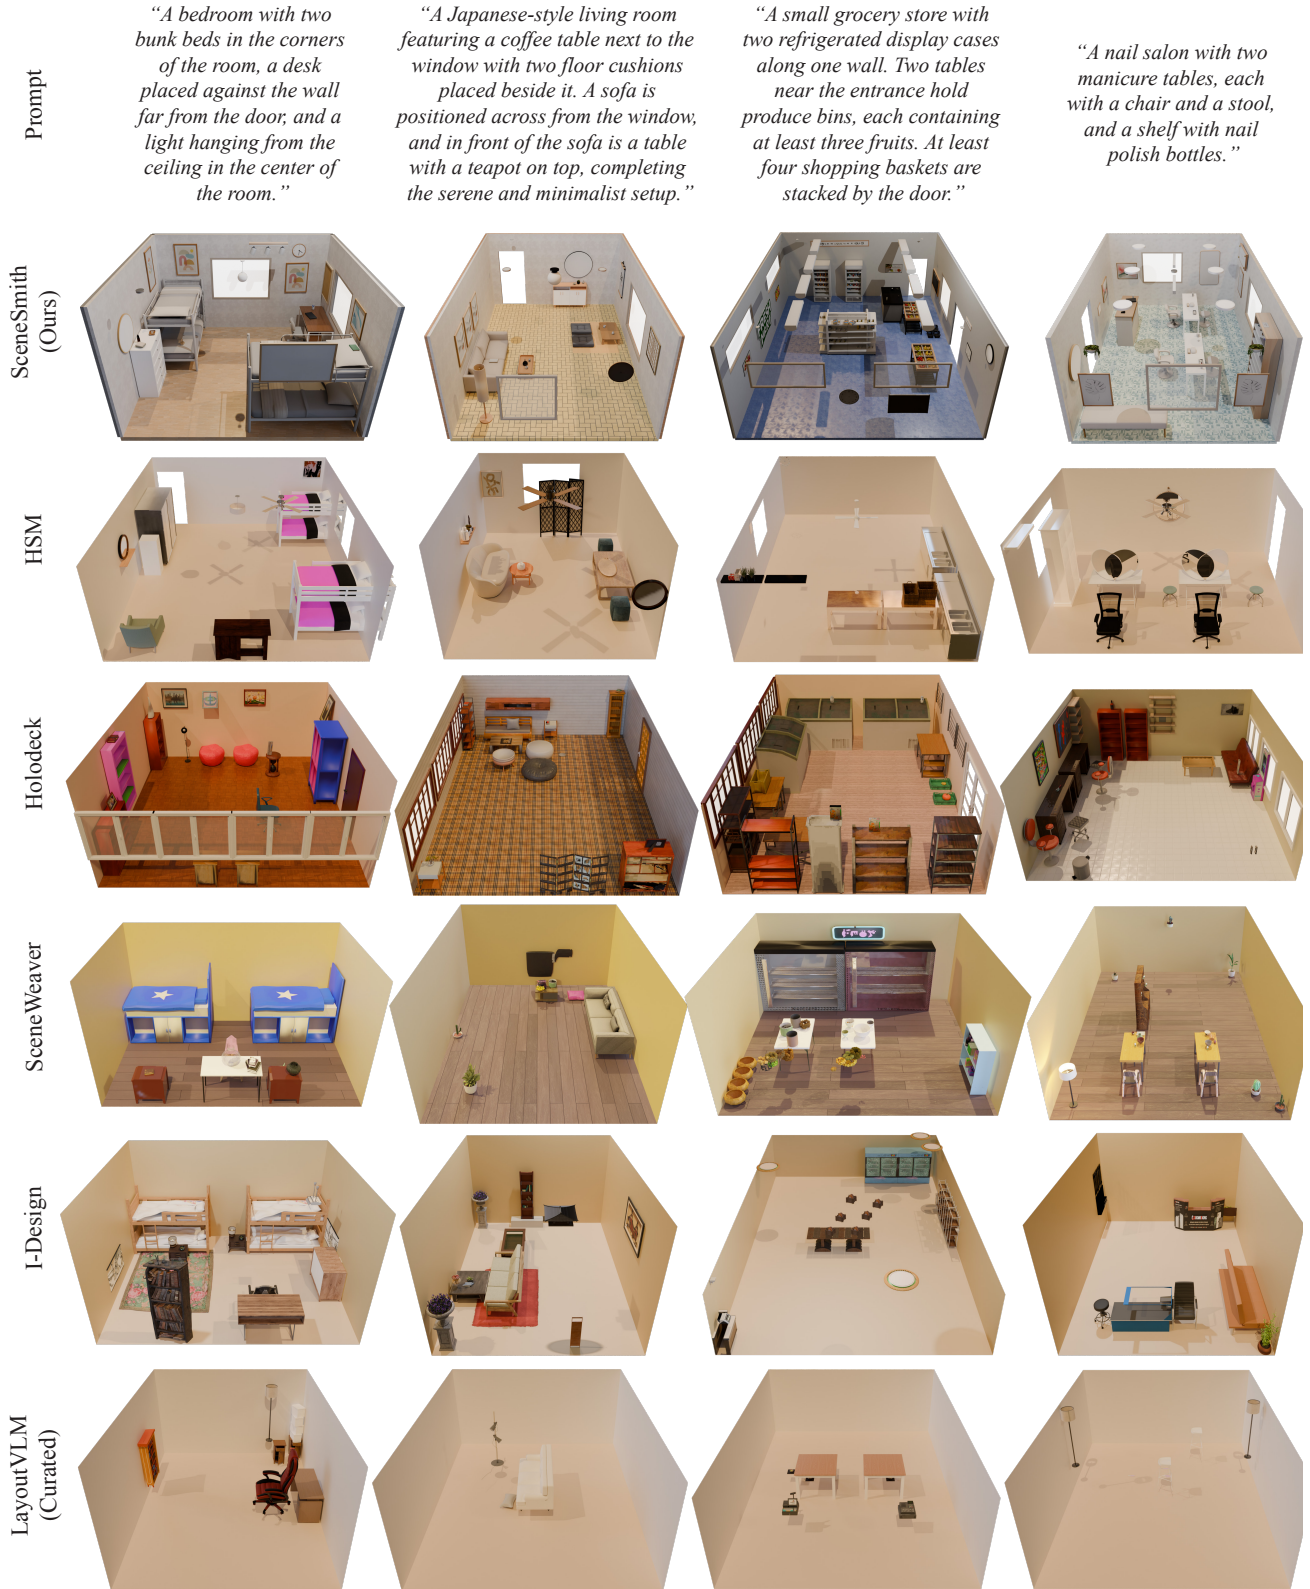 Prompt
“A bedroom with two
bunk beds in the corners
of the room, a desk
placed against the wall
far from the door, and a
light hanging from the
ceiling in the center of
the room.”
“A Japanese-style living room
featuring a coffee table next to the
window with two floor cushions
placed beside it. A sofa is
positioned across from the window,
and in front of the sofa is a table
with a teapot on top, completing
the serene and minimalist setup.”
“A small grocery store with
two refrigerated display cases
along one wall. Two tables
near the entrance hold
produce bins, each containing
at least three fruits. At least
four shopping baskets are
stacked by the door.”
“A nail salon with two
manicure tables, each
with a chair and a stool,
and a shelf with nail
polish bottles.”
SceneSmith
(Ours)
HSM
Holodeck
SceneWeaver
I-Design
LayoutVLM
(Curated)